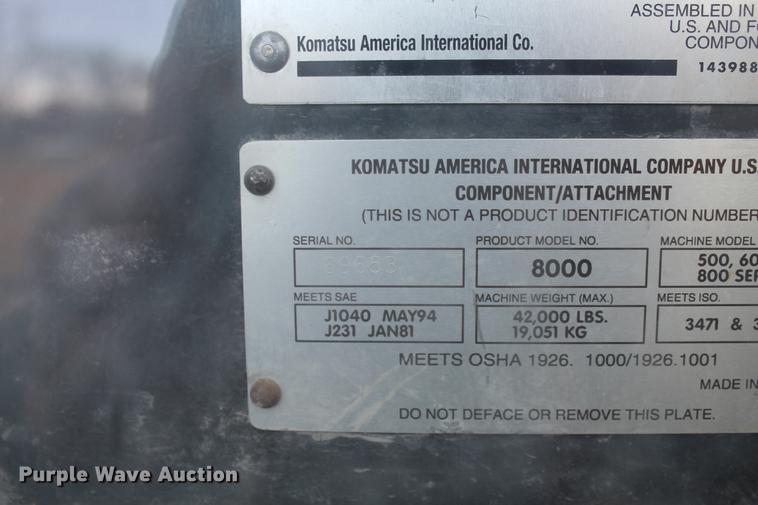 ASSEMBLED IN
U.S. AND
Komatsu America International Co.
COMPON
143988
KOMATSU AMERICA INTERNATIONAL COMPANY U.S.
COMPONENT/ATTACHMENT
(THIS IS NOT A PRODUCT IDENTIFICATION NUMBER
SERIAL NO. PRODUCT MODEL NO. MACHINE MODEL
8000 500, 60
800 SER
MEETS SAE MACHINE WEIGHT (MAX.) MEETS ISO.
J1040 MAY94 42,000 LBS. 3471 &
J231 JAN81 19,051 KG
MEETS OSHA 1926. 1000/1926.1001
MADE IN
DO NOT DEFACE OR REMOVE THIS PLATE.
Purple Wave Auction